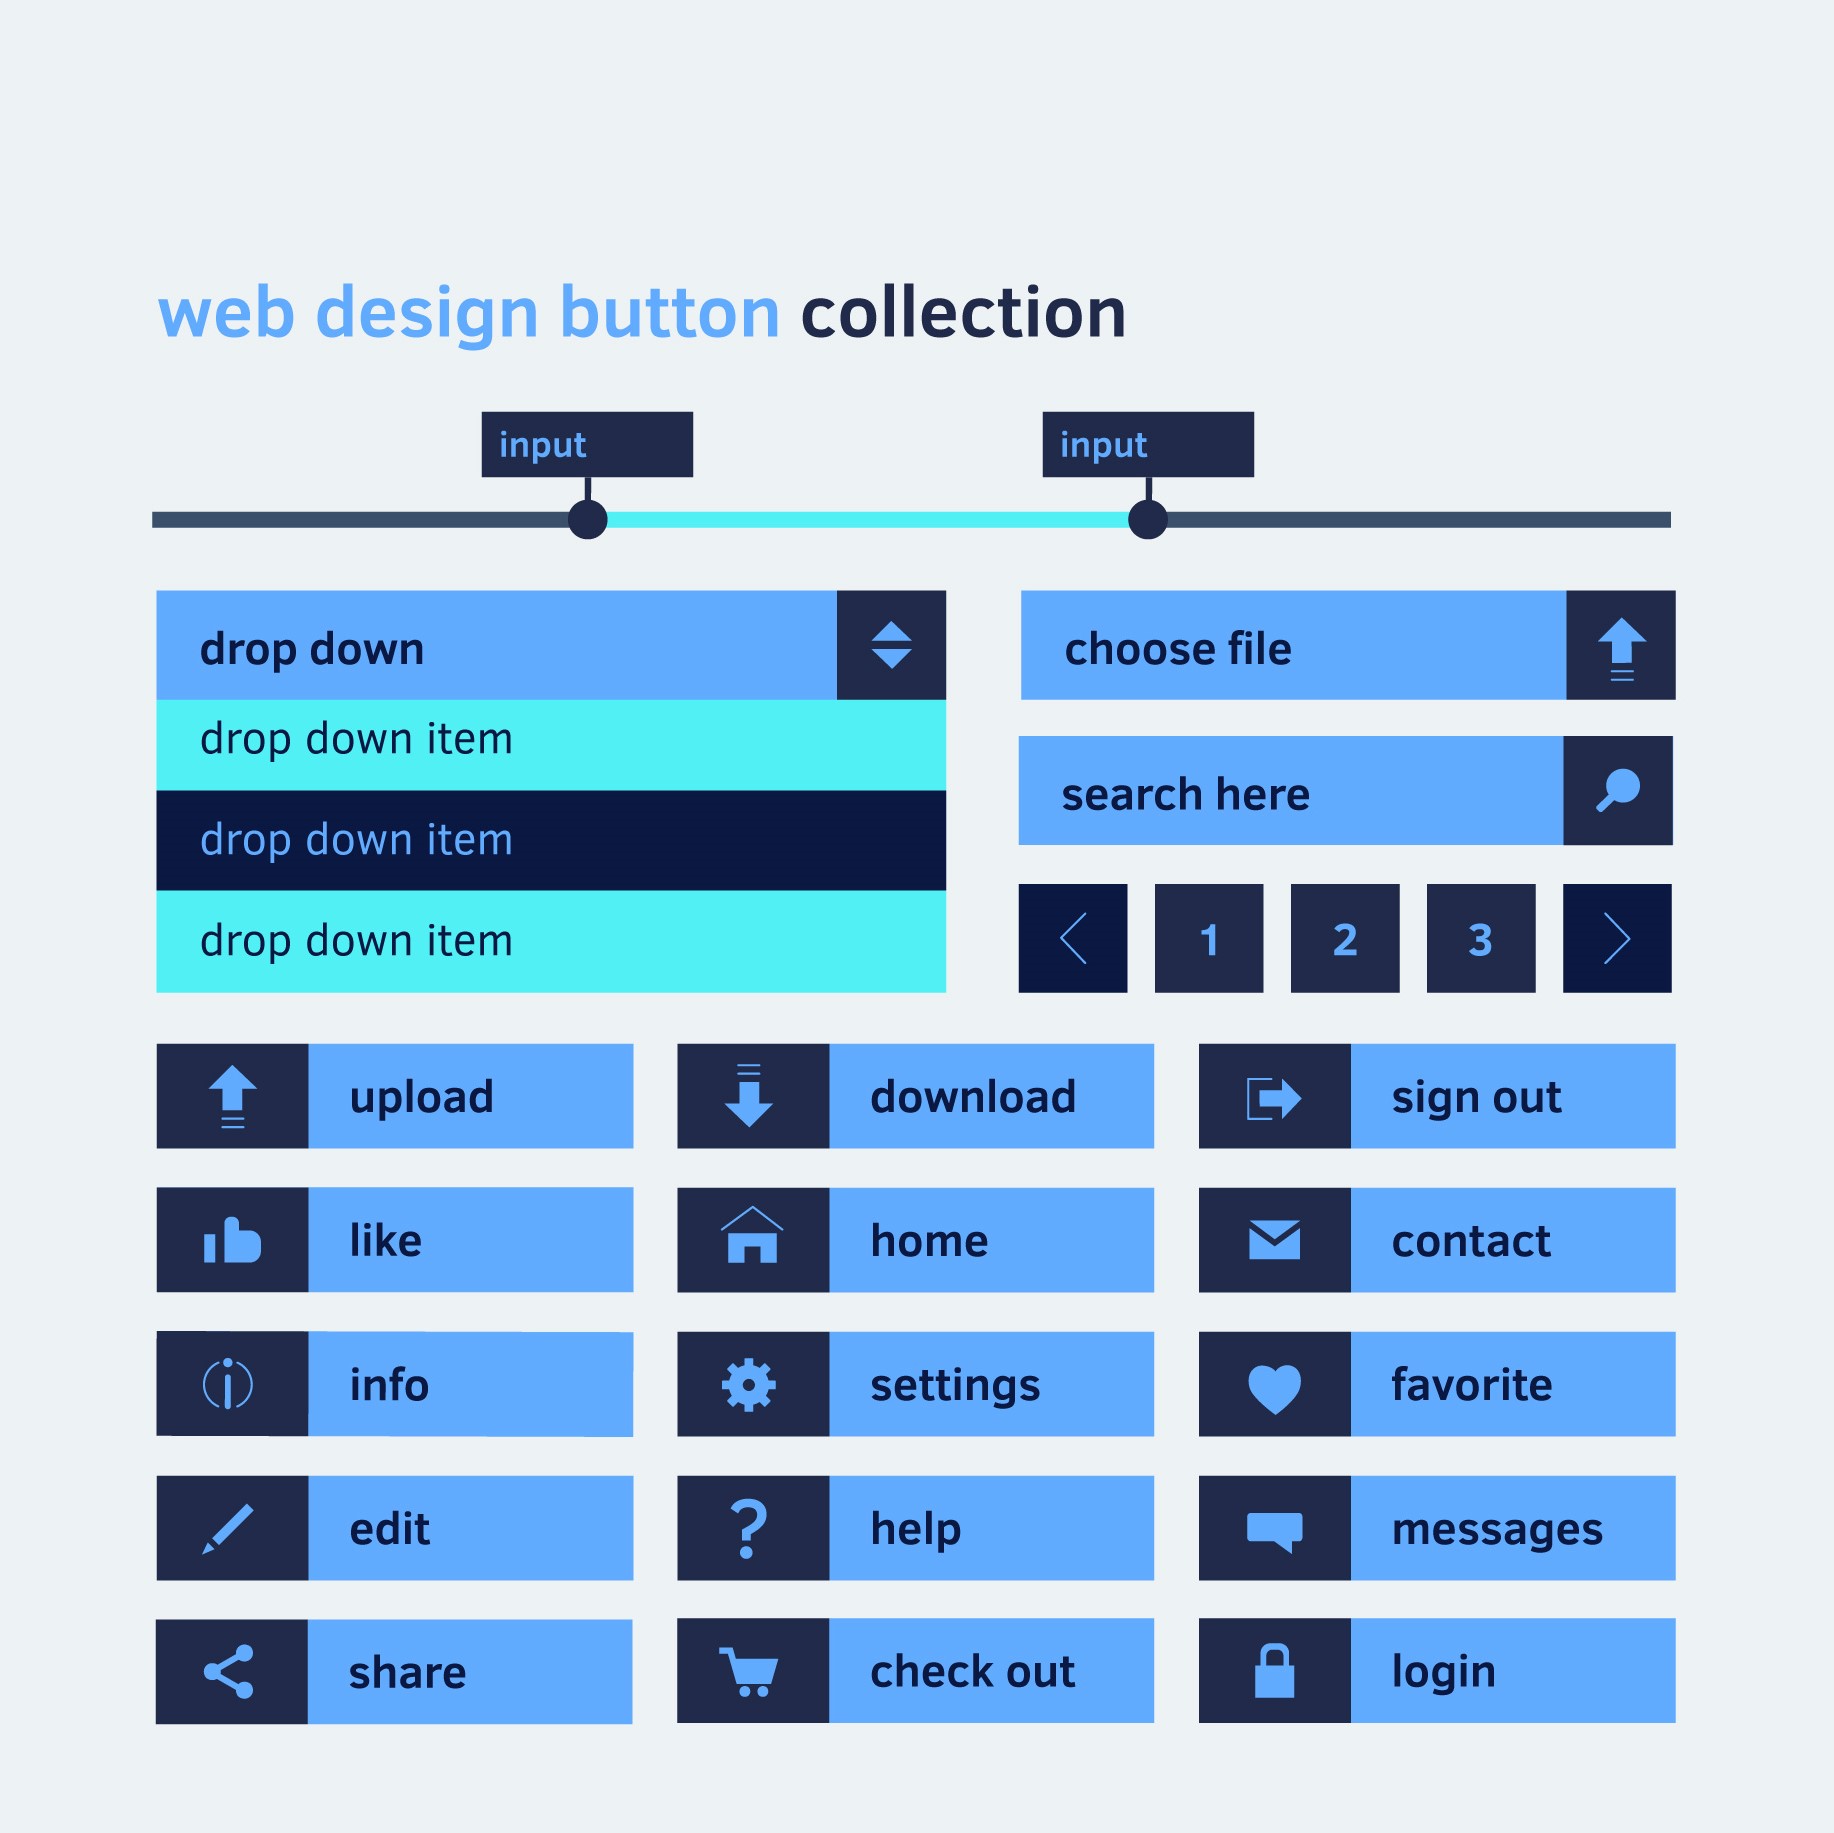 web design button collection
input
input
drop down
drop down item
drop down item
drop down item
choose file
search here
1 2 3
upload
download
sign out
like
home
contact
info
settings
favorite
edit
help
messages
share
check out
login